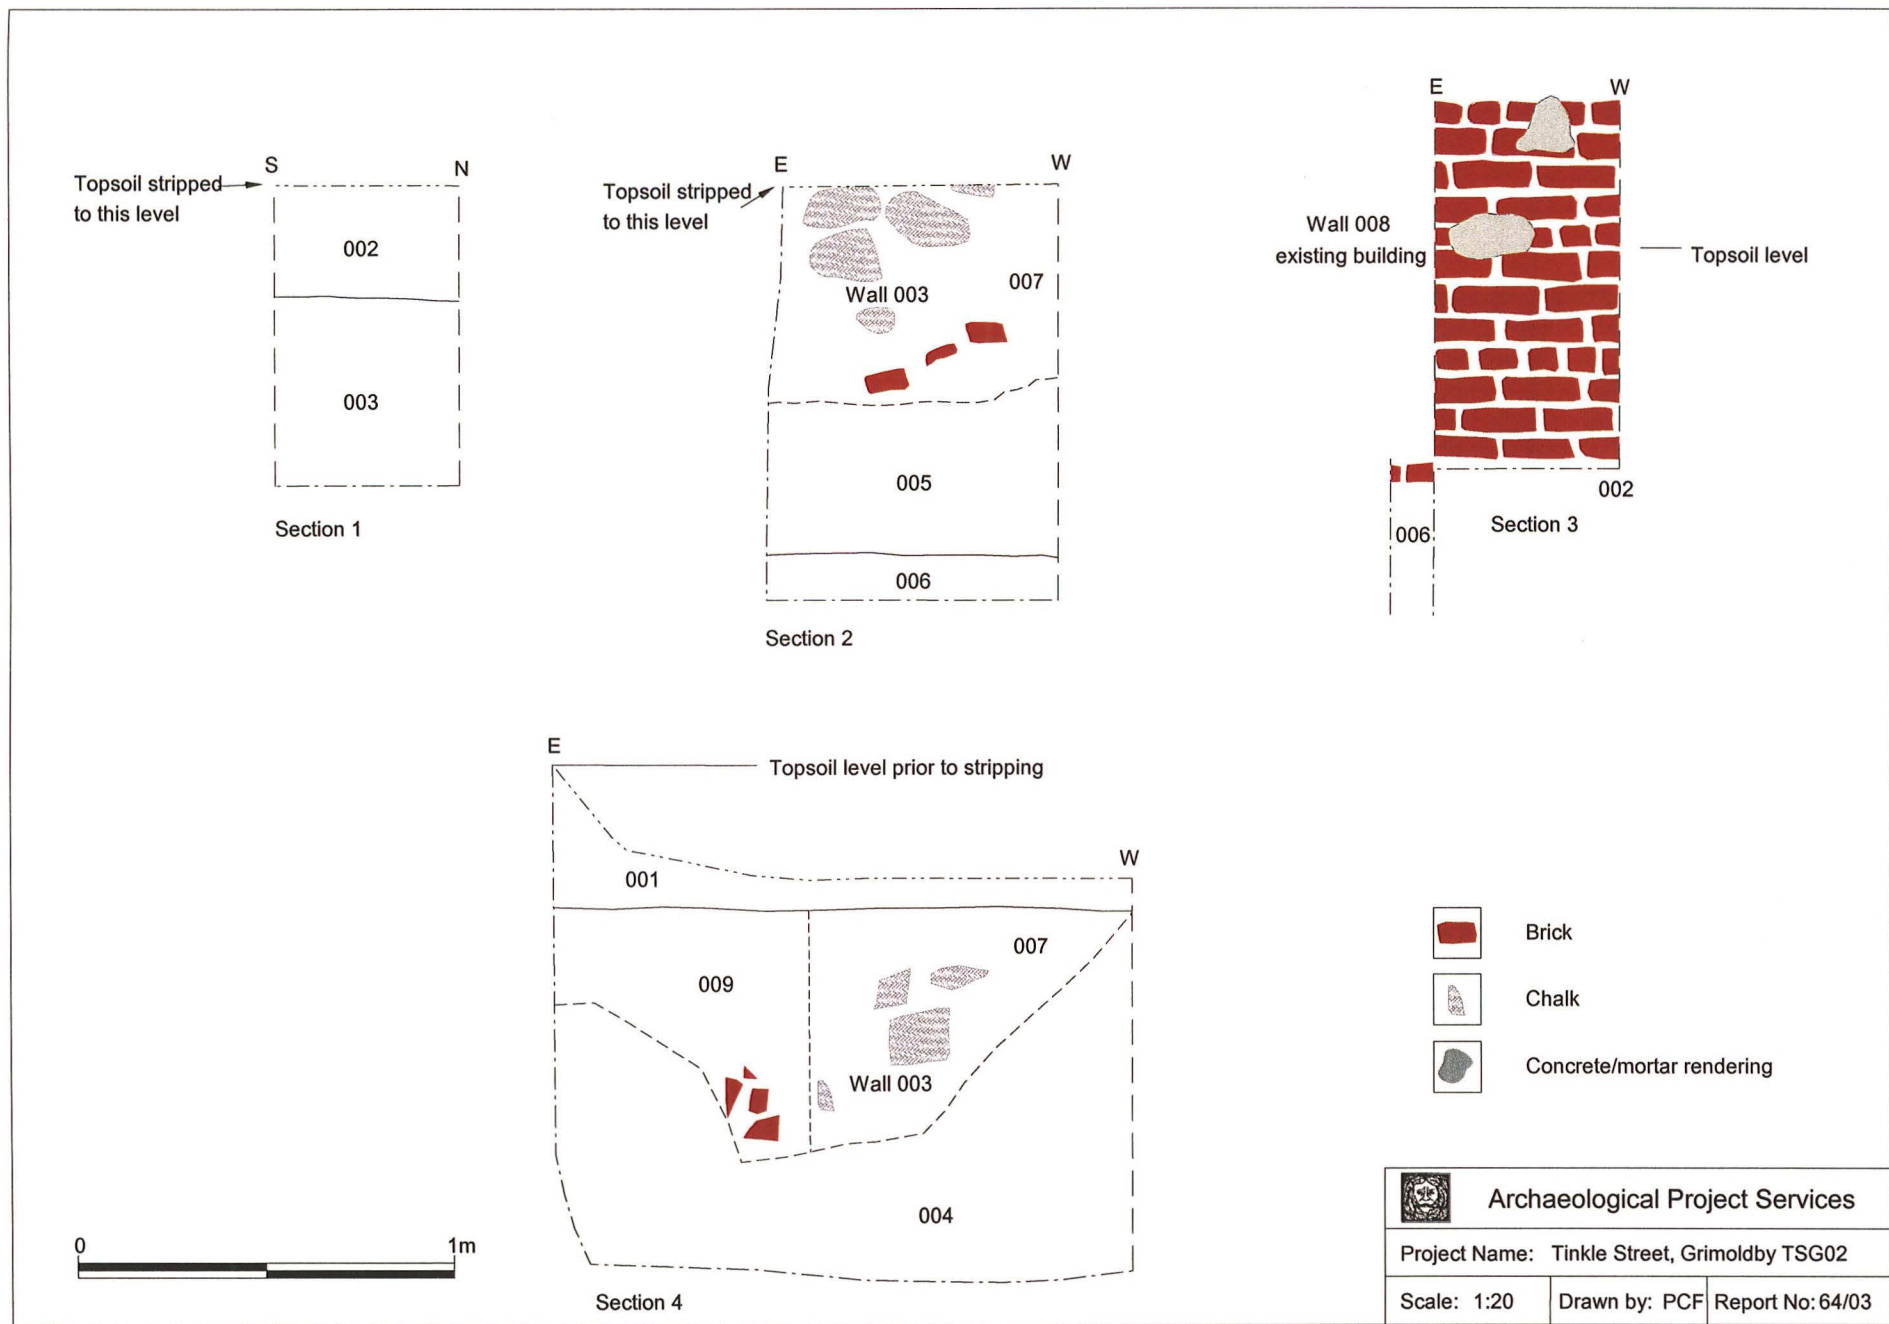 S
N
Topsoil stripped
to this level
002
003
Section 1
E
W
Topsoil stripped
to this level
Wall 003
007
005
006
Section 2
E
W
Wall 008
existing building
Topsoil level
002
006
Section 3
E
Topsoil level prior to stripping
W
001
007
009
Wall 003
004
Section 4
0
1m
Brick
Chalk
Concrete/mortar rendering
Archaeological Project Services
Project Name: Tinkle Street, Grimoldby TSG02
Scale: 1:20
Drawn by: PCF
Report No: 64/03